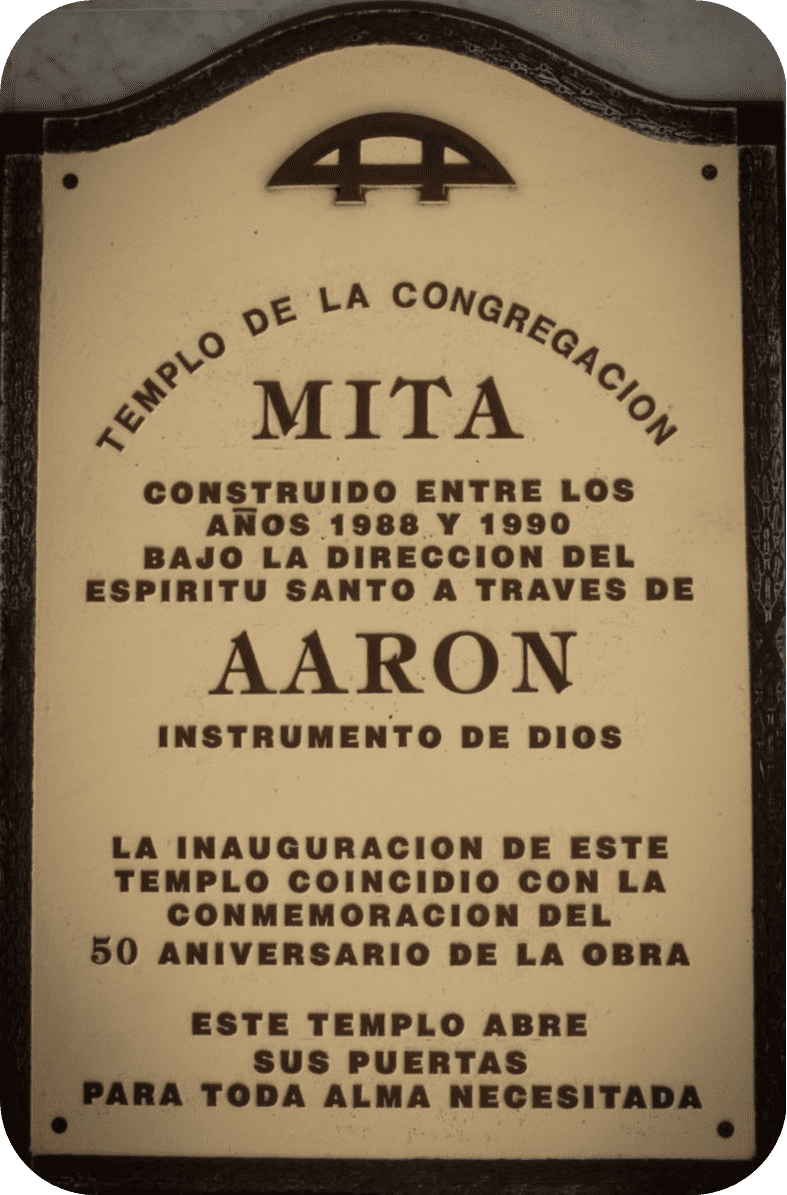 TEMPLO DE LA CONGREGACION
MITA
CONSTRUIDO ENTRE LOS
AÑOS 1988 Y 1990
BAJO LA DIRECCION DEL
ESPIRITU SANTO A TRAVES DE
AARON
INSTRUMENTO DE DIOS
LA INAUGURACION DE ESTE
TEMPLO COINCIDIO CON LA
CONMEMORACION DEL
50 ANIVERSARIO DE LA OBRA
ESTE TEMPLO ABRE
SUS PUERTAS
PARA TODA ALMA NECESITADA